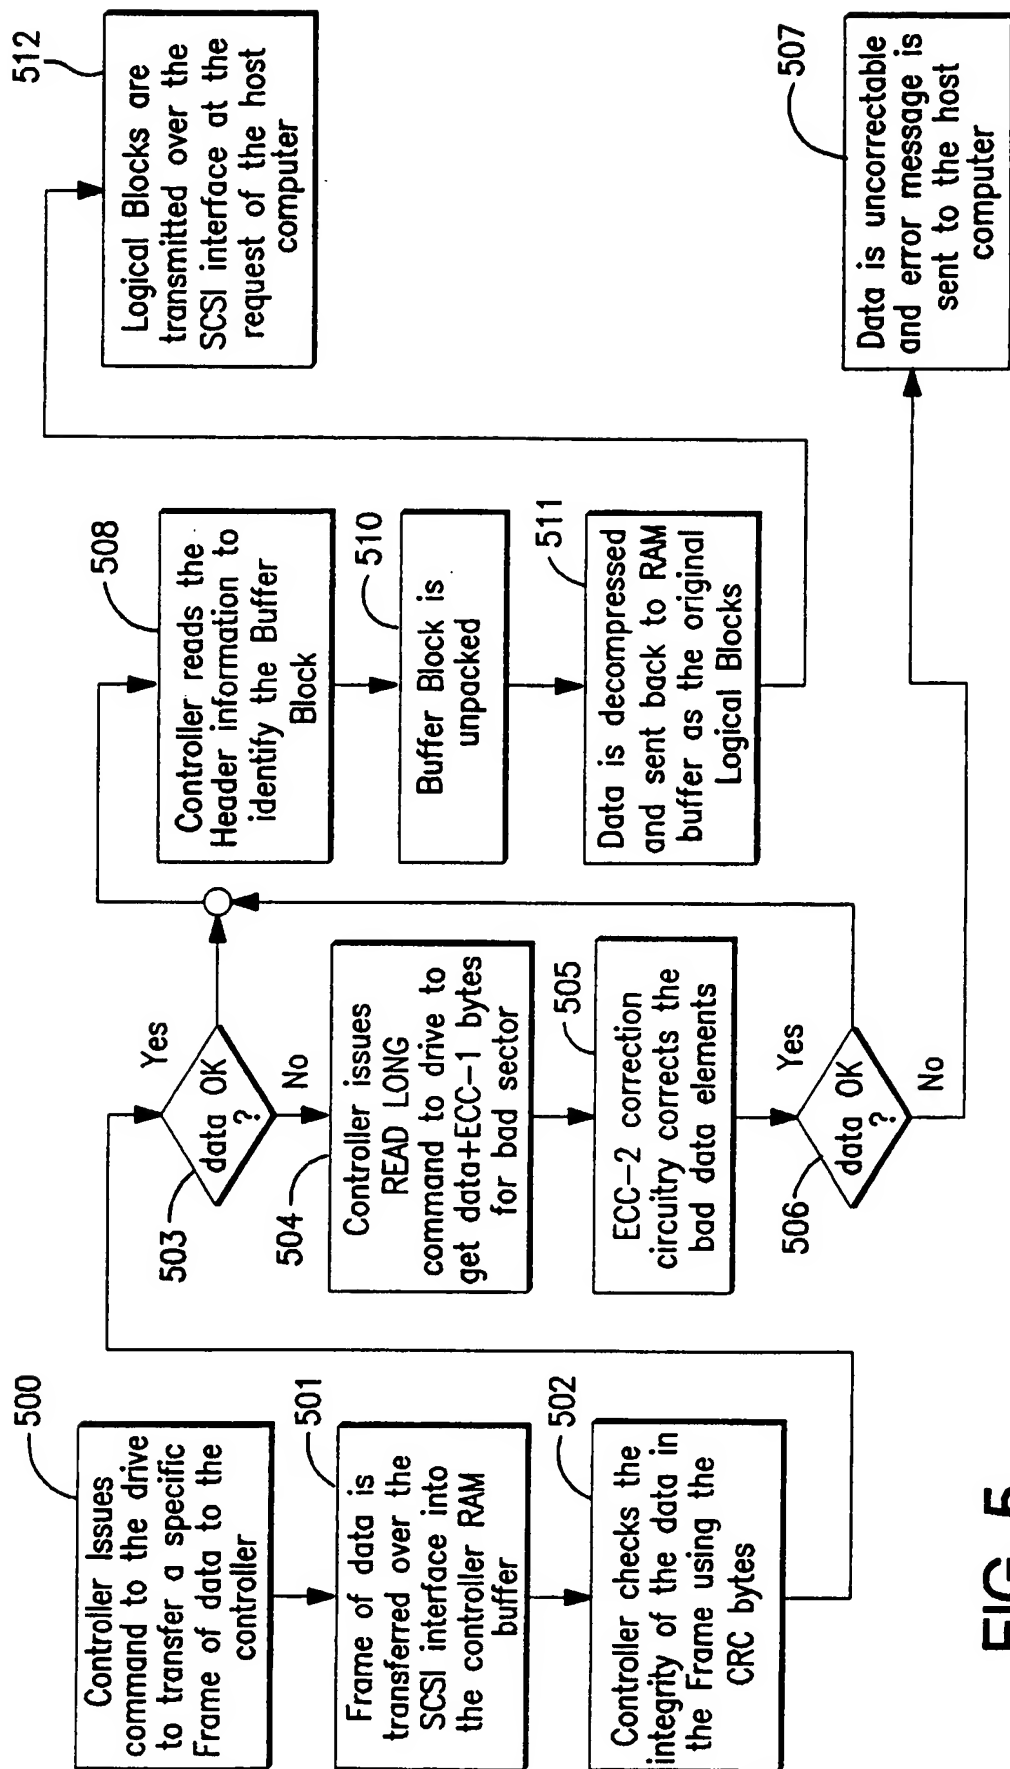 500
Controller Issues
command to the drive
to transfer a specific
Frame of data to the
controller
501
Frame of data is
transferred over the
SCSI interface into
the controller RAM
buffer
502
Controller checks the
integrity of the data in
the Frame using the
CRC bytes
503
data OK
?
Yes
No
504
Controller issues
READ LONG
command to drive to
get data+ECC-1 bytes
for bad sector
505
ECC-2 correction
circuitry corrects the
bad data elements
506
data OK
?
Yes
No
508
Controller reads the
Header information to
identify the Buffer
Block
510
Buffer Block is
unpacked
511
Data is decompressed
and sent back to RAM
buffer as the original
Logical Blocks
512
Logical Blocks are
transmitted over the
SCSI interface at the
request of the host
computer
507
Data is uncorrectable
and error message is
sent to the host
computer
FIG. 5